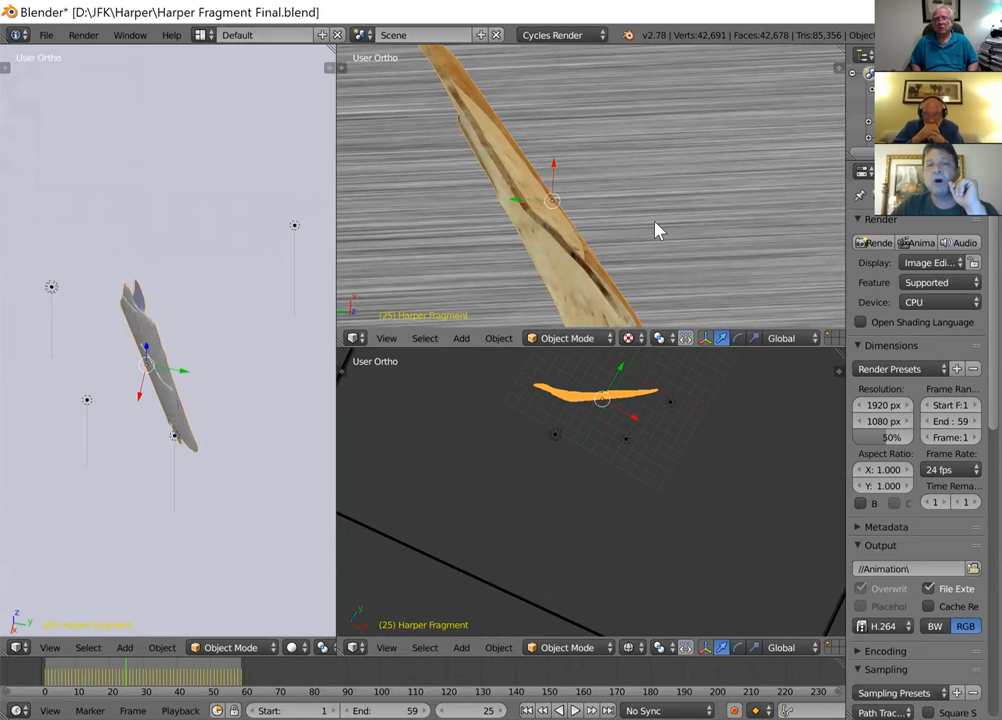 Blender* [D:\JFK\Harper\Harper Fragment Final.blend]
File Render Window Help Default Scene Cycles Render v2.78 | Verts:42,691 | Faces:42,678 | Tris:85,356 | Object
User Ortho
User Ortho
(25) Harper Fragment
View Select Add Object Object Mode Global
User Ortho
(25) Harper Fragment
(25) Harper Fragment
View Select Add Object Object Mode
View Select Add Object Object Mode Global
Render
Rende Anima Audio
Display: Image Edi...
Feature Supported
Device: CPU
Open Shading Language
Dimensions
Render Presets
Resolution: Frame Ran...
1920 px Start F:1
1080 px End : 59
50% Frame:1
Aspect Ratio: Frame Rate:
X: 1.000 24 fps
Y: 1.000 Time Rema...
B C 1 1
Metadata
Output
//Animation\
Overwrit File Exte
Placehol Cache Re
H.264 BW RGB
Encoding
Sampling
Sampling Presets
Path Trac... Square S
0 10 20 30 40 50 60 70 80 90 100 110 120 130 140 150 160 170 180 190 200 210 220 230
View Marker Frame Playback Start: 1 End: 59 25 No Sync